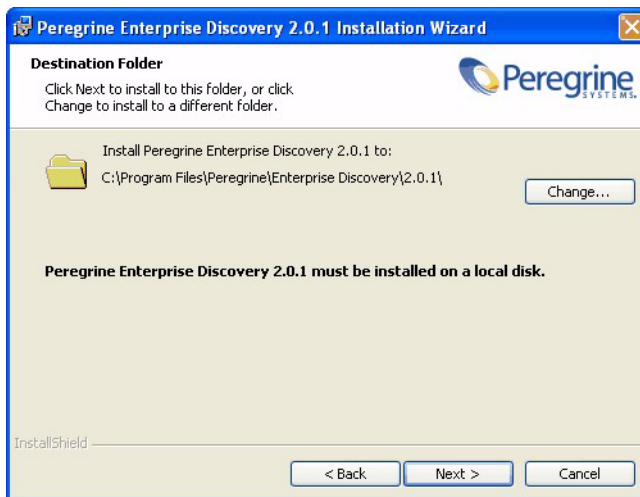 Peregrine Enterprise Discovery 2.0.1 Installation Wizard
Destination Folder
Click Next to install to this folder, or click
Change to install to a different folder.
Peregrine
SYSTEMS
Install Peregrine Enterprise Discovery 2.0.1 to:
C:\Program Files\Peregrine\Enterprise Discovery\2.0.1\
Change...
Peregrine Enterprise Discovery 2.0.1 must be installed on a local disk.
InstallShield
< Back
Next >
Cancel